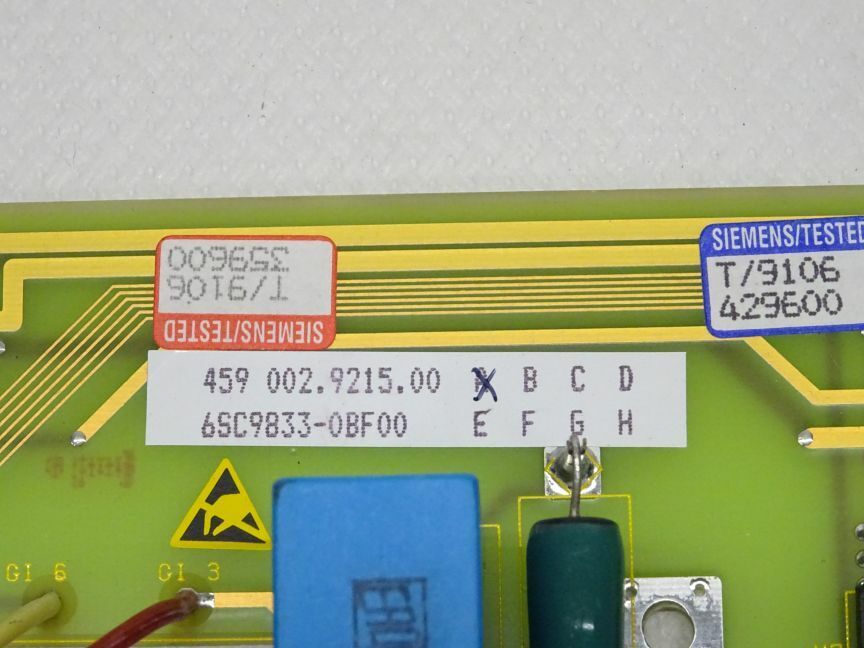 359600
T/9106
SIEMENS/TESTED
SIEMENS/TESTED
T/9106
429600
459 002.9215.00 A B C D
6SC9833-0BF00 E F G H
GI 6
GI 3